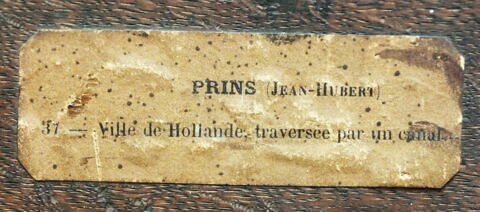 PRINS (JEAN-HUBERT)
37 — Ville de Hollande, traversée par un canal.